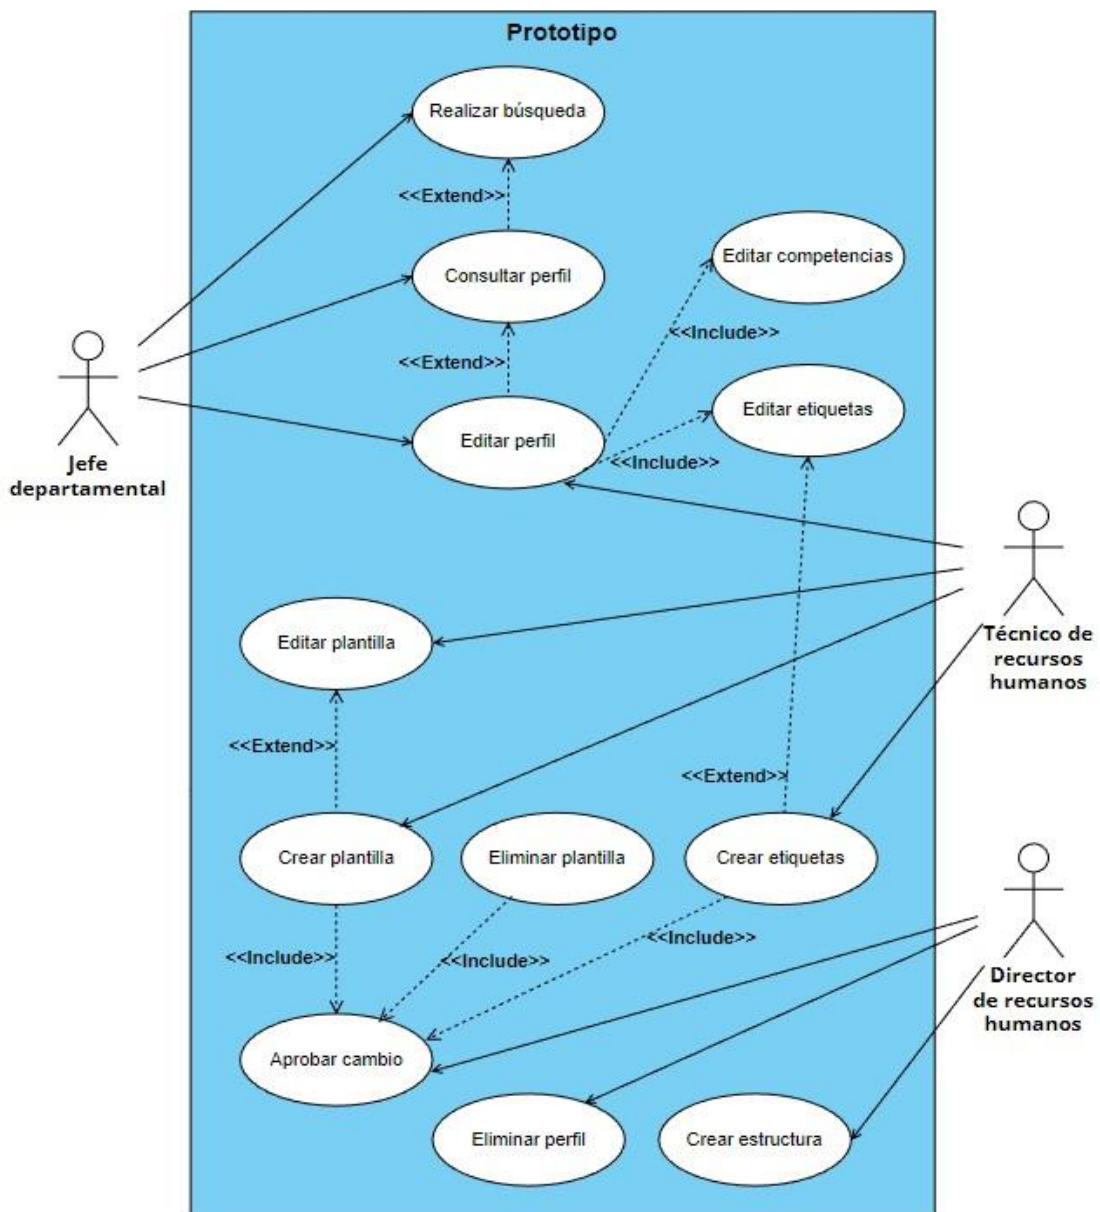 Prototipo
Realizar búsqueda
<<Extend>>
Consultar perfil
Editar competencias
<<Include>>
<<Extend>>
Editar etiquetas
Editar perfil
<<Include>>
Jefe
departamental
Editar plantilla
Técnico de
recursos
humanos
<<Extend>>
<<Extend>>
Crear plantilla
Eliminar plantilla
Crear etiquetas
<<Include>>
<<Include>>
<<Include>>
Director
de recursos
humanos
Aprobar cambio
Eliminar perfil
Crear estructura